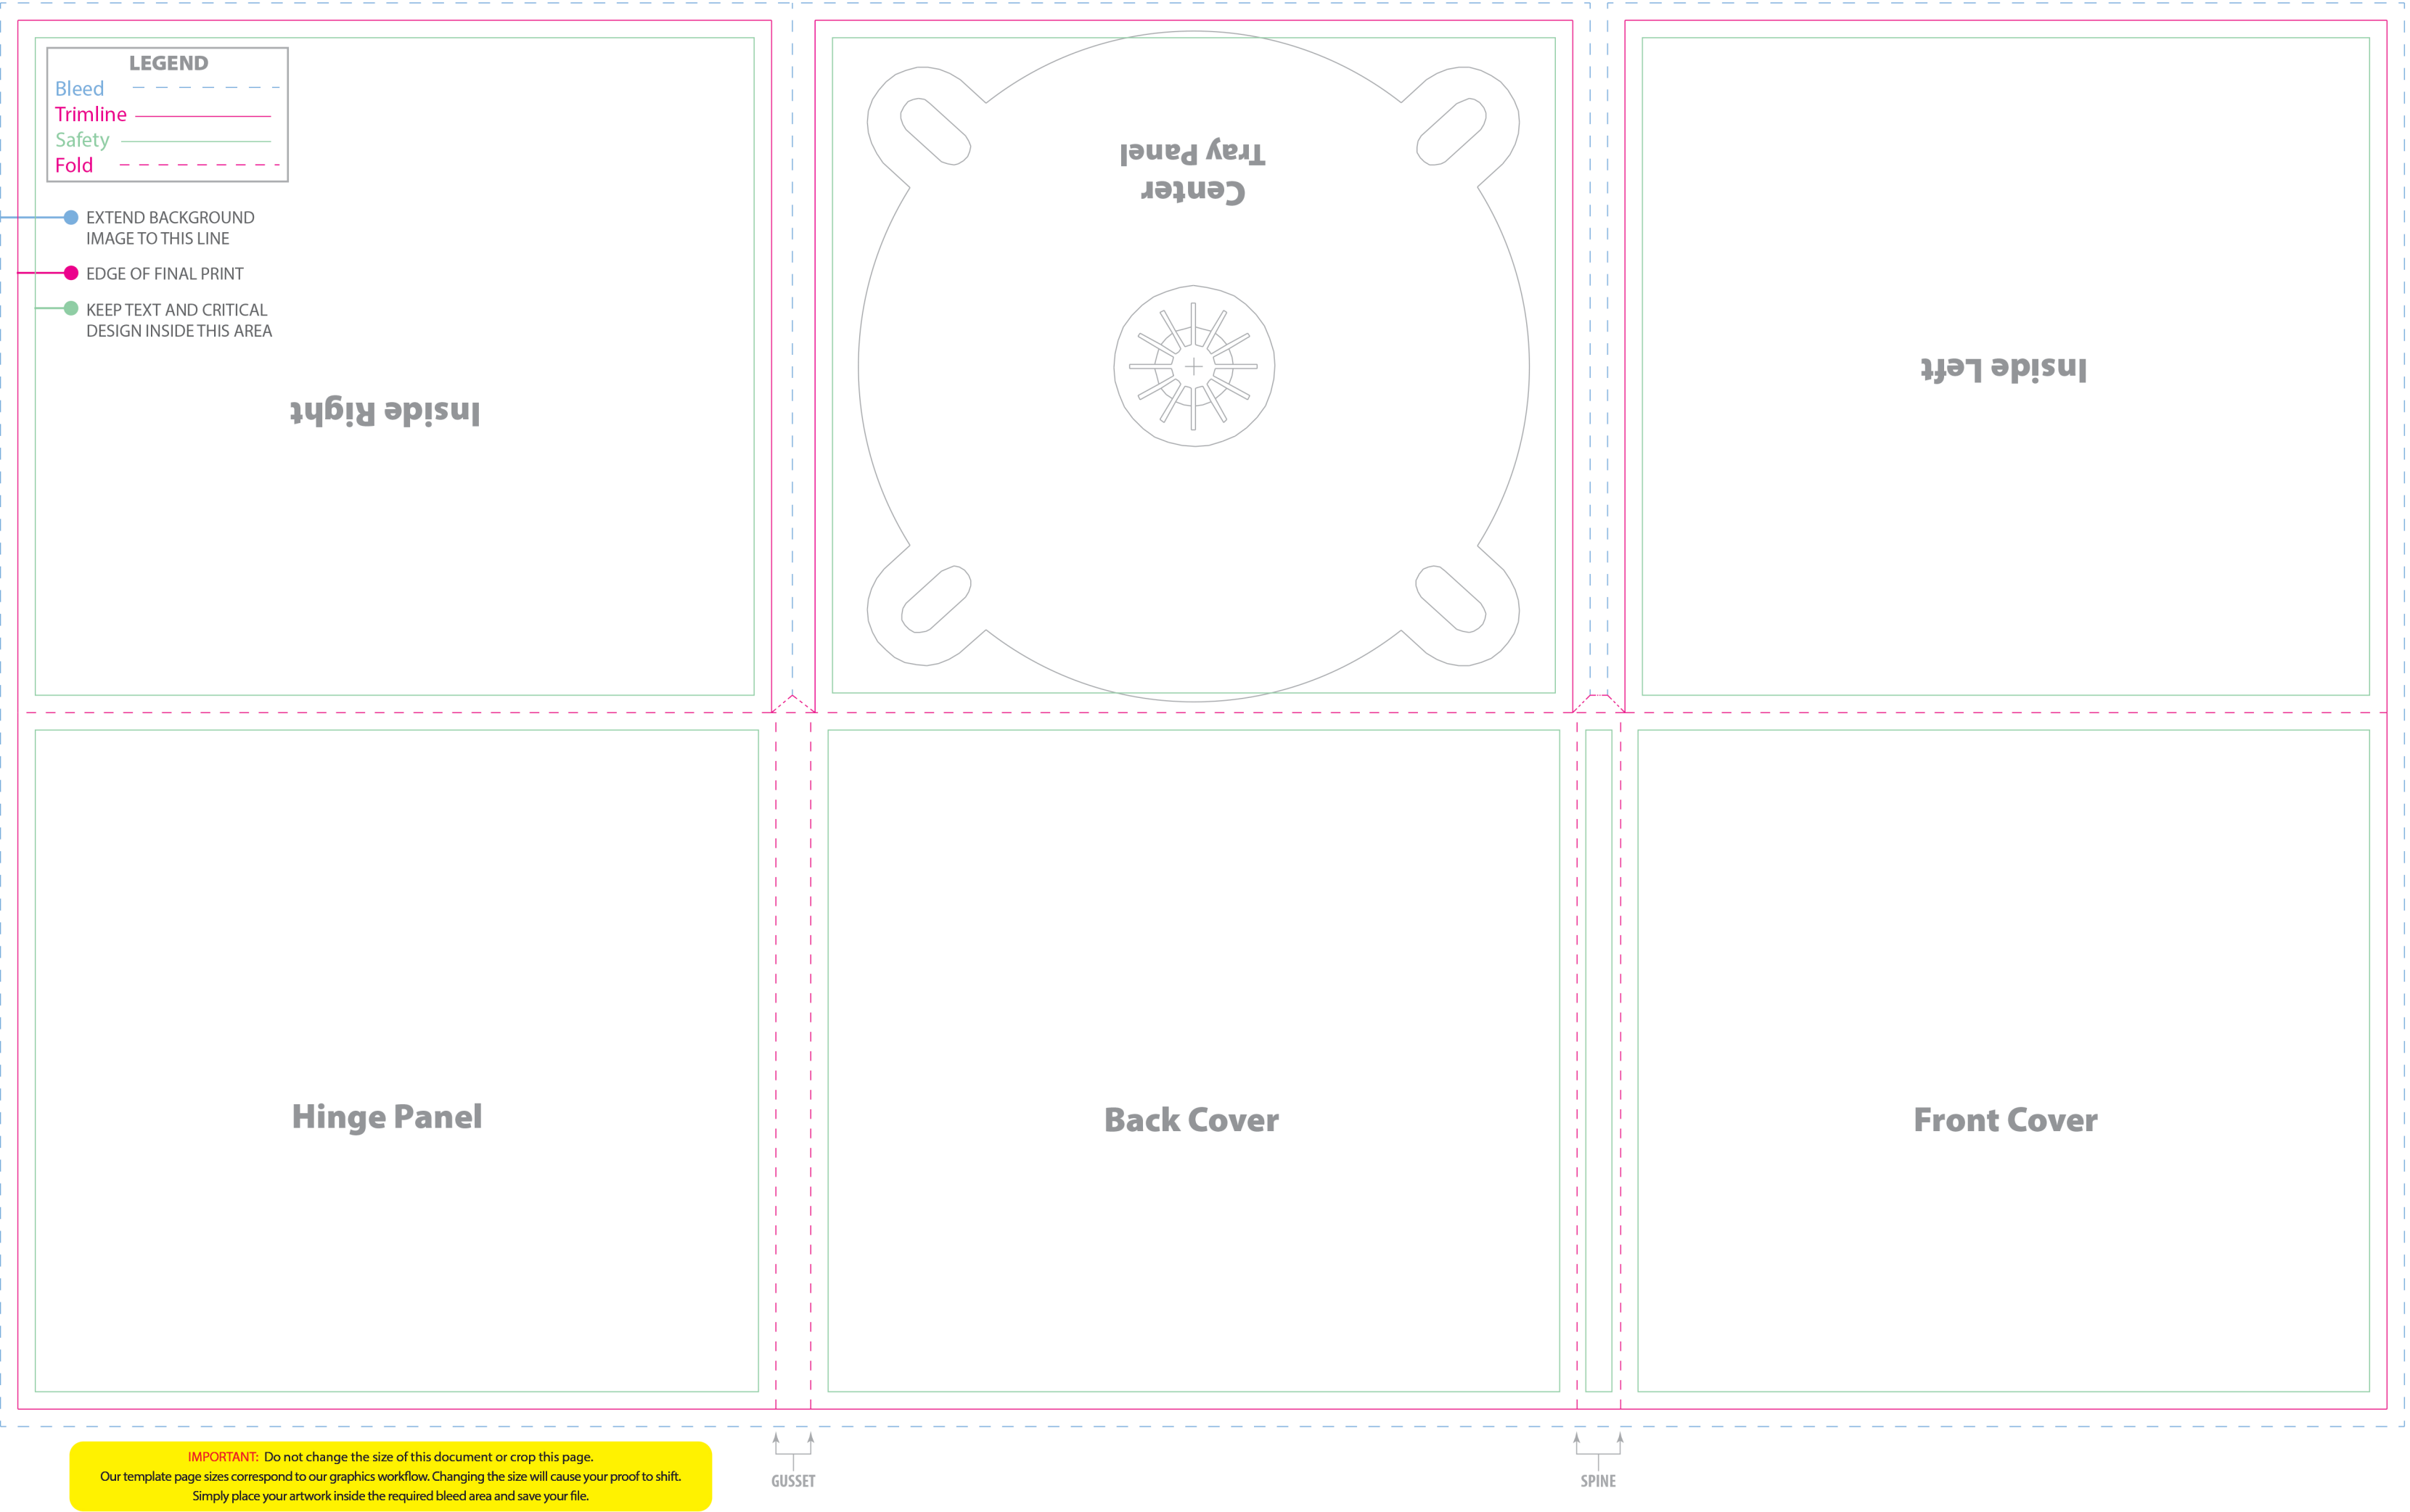 LEGEND
Bleed
Trimline
Safety
Fold
EXTEND BACKGROUND
IMAGE TO THIS LINE
EDGE OF FINAL PRINT
KEEP TEXT AND CRITICAL
DESIGN INSIDE THIS AREA
Inside Right
Center
Tray Panel
Inside Left
Hinge Panel
Back Cover
Front Cover
IMPORTANT: Do not change the size of this document or crop this page.
Our template page sizes correspond to our graphics workflow. Changing the size will cause your proof to shift.
Simply place your artwork inside the required bleed area and save your file.
GUSSET
SPINE